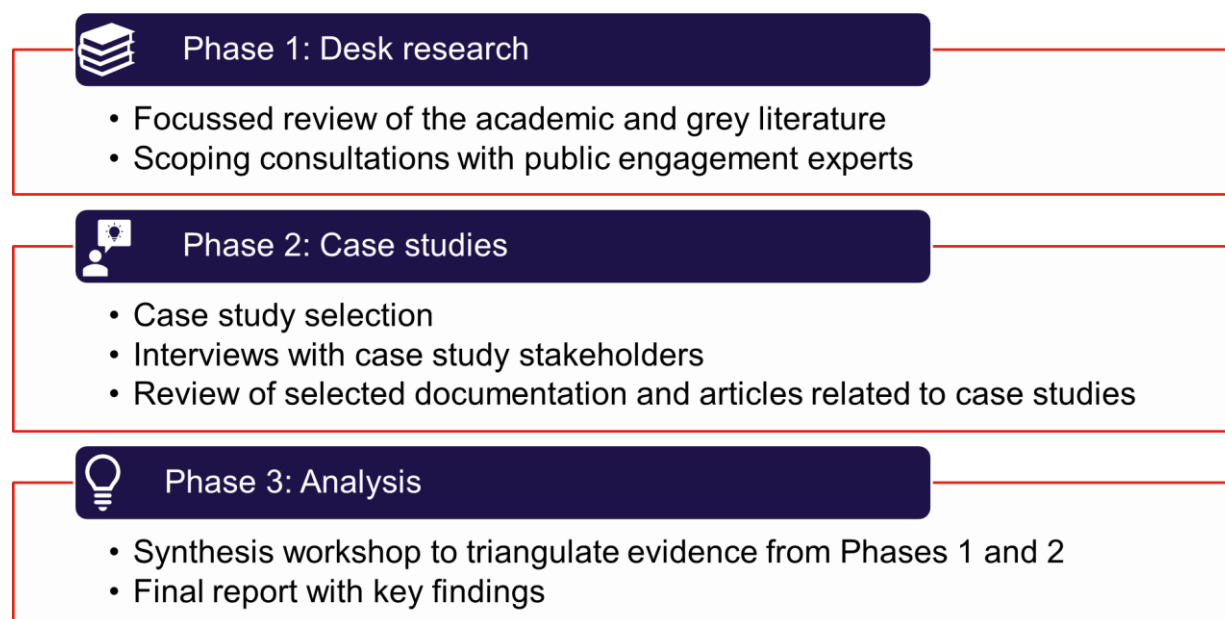 Phase 1: Desk research
• Focussed review of the academic and grey literature
• Scoping consultations with public engagement experts
Phase 2: Case studies
• Case study selection
• Interviews with case study stakeholders
• Review of selected documentation and articles related to case studies
Phase 3: Analysis
• Synthesis workshop to triangulate evidence from Phases 1 and 2
• Final report with key findings